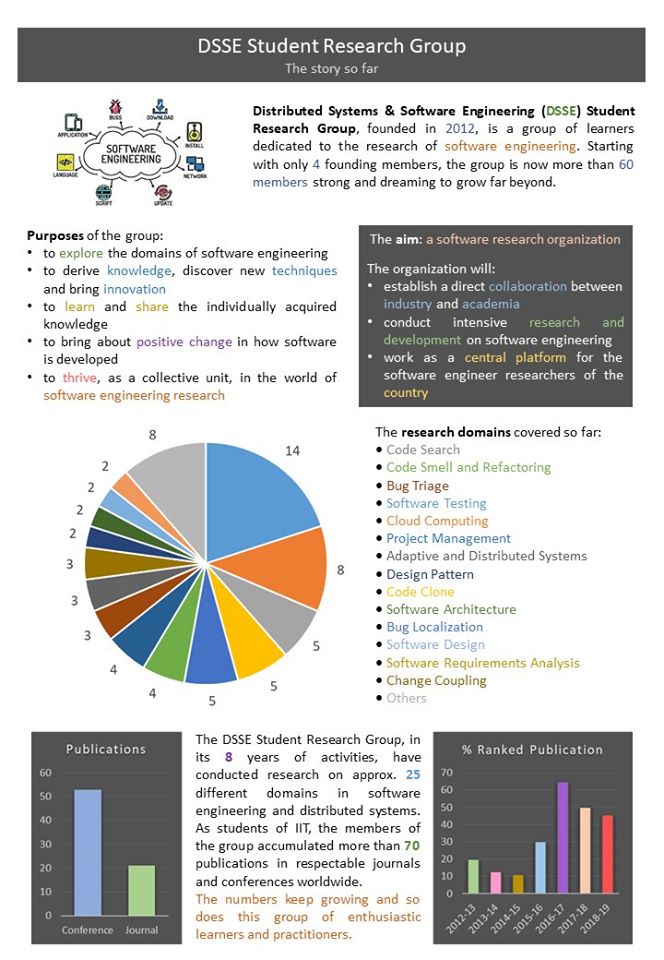 DSSE Student Research Group
The story so far
BUGS
DOWNLOAD
APPLICATION
INSTALL
SOFTWARE
ENGINEERING
LANGUAGE
NETWORK
SCRIPT
UPDATE
Distributed Systems & Software Engineering (DSSE) Student
Research Group, founded in 2012, is a group of learners
dedicated to the research of software engineering. Starting
with only 4 founding members, the group is now more than 60
members strong and dreaming to grow far beyond.
Purposes of the group:
• to explore the domains of software engineering
• to derive knowledge, discover new techniques
and bring innovation
• to learn and share the individually acquired
knowledge
• to bring about positive change in how software
is developed
• to thrive, as a collective unit, in the world of
software engineering research
The aim: a software research organization
The organization will:
• establish a direct collaboration between
industry and academia
• conduct intensive research and
development on software engineering
• work as a central platform for the
software engineer researchers of the
country
14
8
5
5
5
4
4
3
3
3
2
2
2
2
8
The research domains covered so far:
• Code Search
• Code Smell and Refactoring
• Bug Triage
• Software Testing
• Cloud Computing
• Project Management
• Adaptive and Distributed Systems
• Design Pattern
• Code Clone
• Software Architecture
• Bug Localization
• Software Design
• Software Requirements Analysis
• Change Coupling
• Others
Publications
60
50
40
30
20
10
0
Conference Journal
The DSSE Student Research Group, in
its 8 years of activities, have
conducted research on approx. 25
different domains in software
engineering and distributed systems.
As students of IIT, the members of
the group accumulated more than 70
publications in respectable journals
and conferences worldwide.
The numbers keep growing and so
does this group of enthusiastic
learners and practitioners.
% Ranked Publication
70
60
50
40
30
20
10
0
2012-13 2013-14 2014-15 2015-16 2016-17 2017-18 2018-19